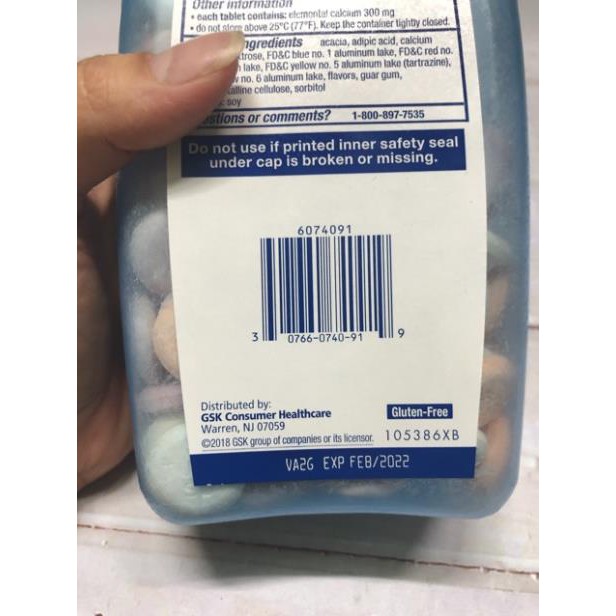 Other information
• each tablet contains: elemental calcium 300 mg
• do not store above 25°C (77°F). Keep the container tightly closed.
ngredients acacia, adipic acid, calcium
trose, FD&C blue no. 1 aluminum lake, FD&C red no.
lake, FD&C yellow no. 5 aluminum lake (tartrazine),
no. 6 aluminum lake, flavors, guar gum,
alline cellulose, sorbitol
soy
stions or comments? 1-800-897-7535
Do not use if printed inner safety seal
under cap is broken or missing.
6074091
3 0766-0740-91 9
Distributed by:
GSK Consumer Healthcare
Warren, NJ 07059
©2018 GSK group of companies or its licensor.
Gluten-Free
105386XB
VA2G EXP FEB/2022